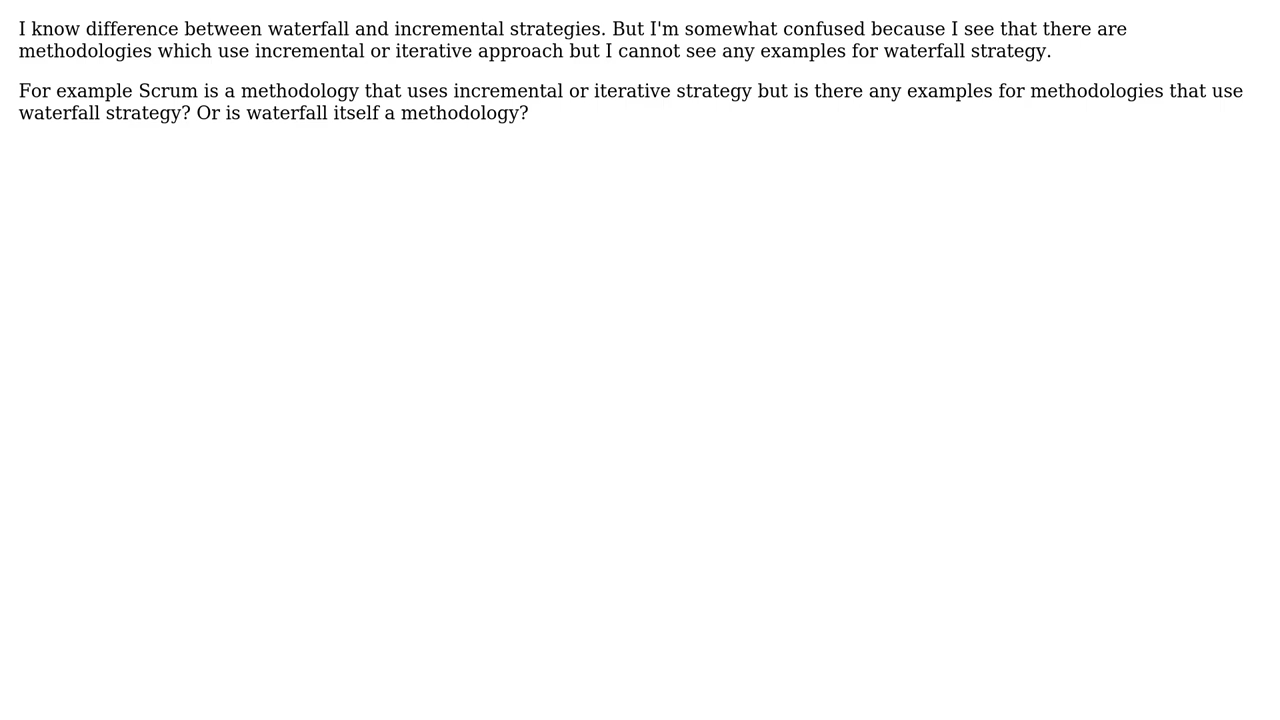 I know difference between waterfall and incremental strategies. But I'm somewhat confused because I see that there are
methodologies which use incremental or iterative approach but I cannot see any examples for waterfall strategy.
For example Scrum is a methodology that uses incremental or iterative strategy but is there any examples for methodologies that use
waterfall strategy? Or is waterfall itself a methodology?